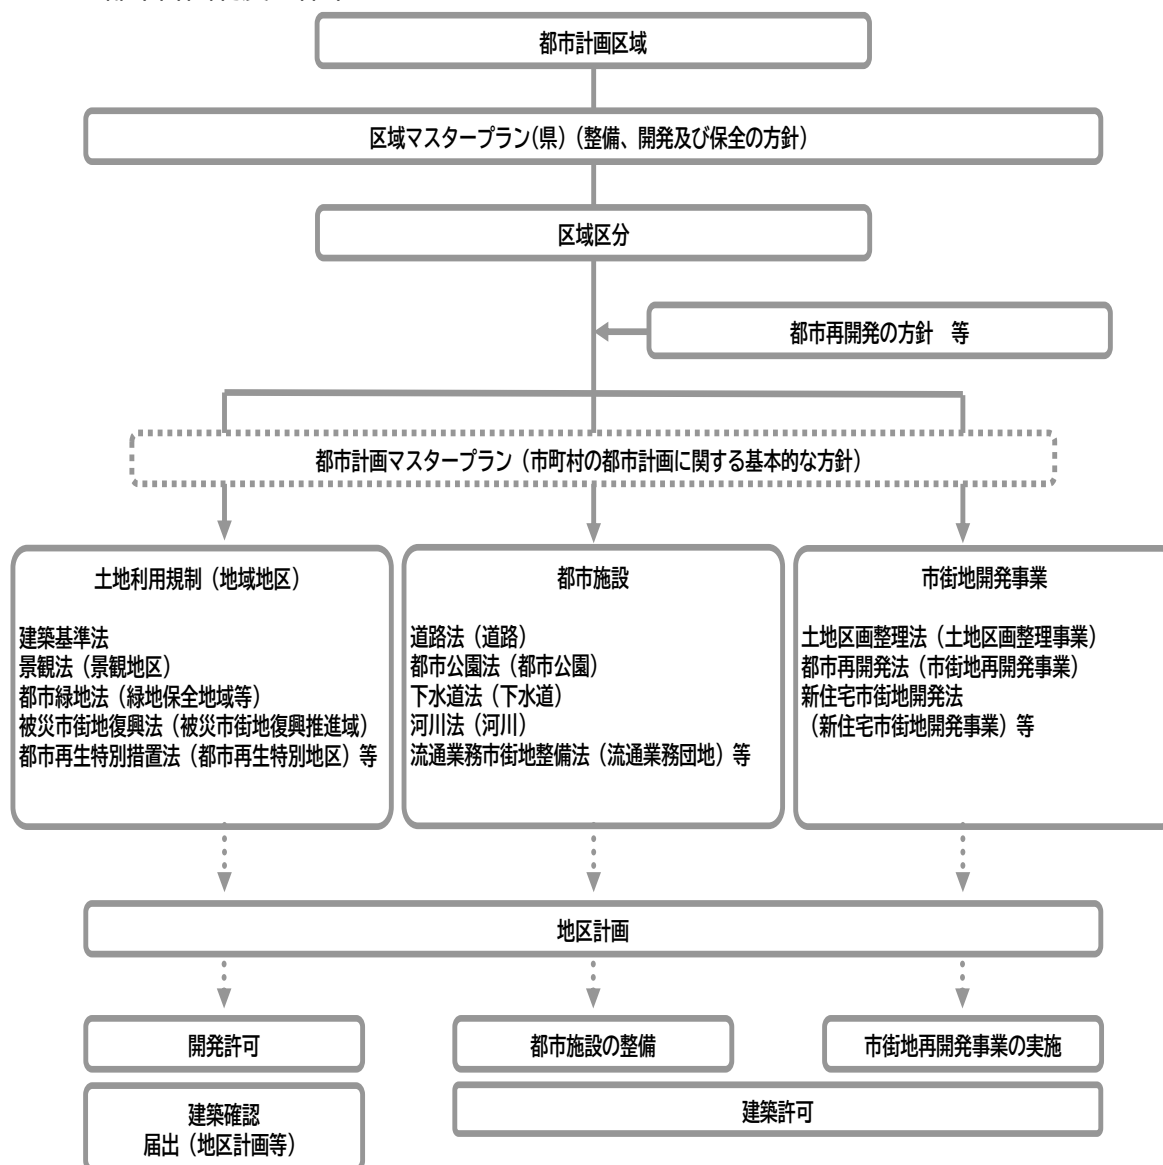 都市計画区域
区域マスタープラン(県)（整備、開発及び保全の方針）
区域区分
都市再開発の方針　等
都市計画マスタープラン（市町村の都市計画に関する基本的な方針）
土地利用規制（地域地区）
建築基準法
景観法（景観地区）
都市緑地法（緑地保全地域等）
被災市街地復興法（被災市街地復興推進域）
都市再生特別措置法（都市再生特別地区）等
都市施設
道路法（道路）
都市公園法（都市公園）
下水道法（下水道）
河川法（河川）
流通業務市街地整備法（流通業務団地）等
市街地開発事業
土地区画整理法（土地区画整理事業）
都市再開発法（市街地再開発事業）
新住宅市街地開発法
（新住宅市街地開発事業）等
地区計画
開発許可
都市施設の整備
市街地再開発事業の実施
建築確認
届出（地区計画等）
建築許可